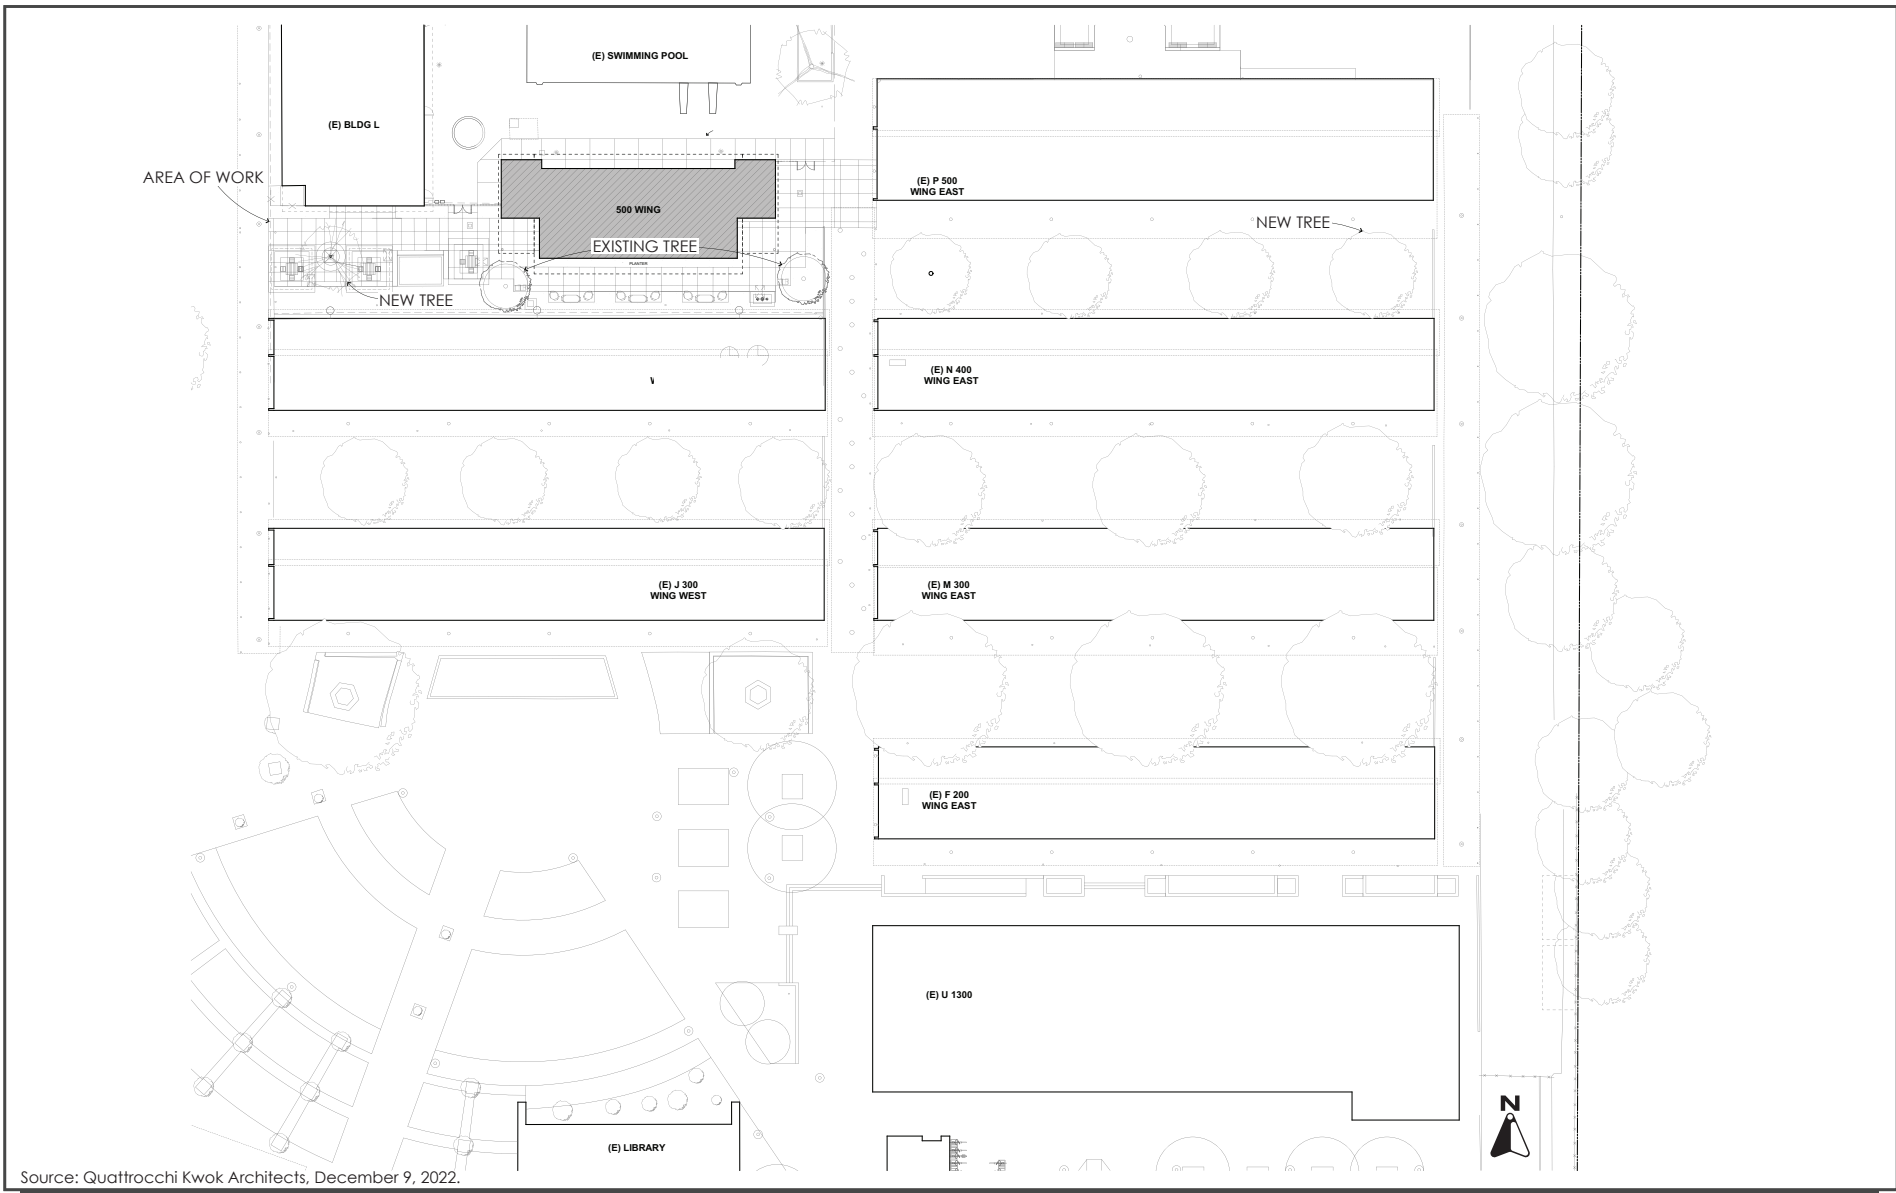 (E) SWIMMING POOL
(E) BLDG L
AREA OF WORK
(E) P 500
WING EAST
500 WING
NEW TREE
EXISTING TREE
PLANTER
NEW TREE
(E) N 400
WING EAST
(E) J 300
WING WEST
(E) M 300
WING EAST
(E) F 200
WING EAST
(E) U 1300
N
(E) LIBRARY
Source: Quattrocchi Kwok Architects, December 9, 2022.